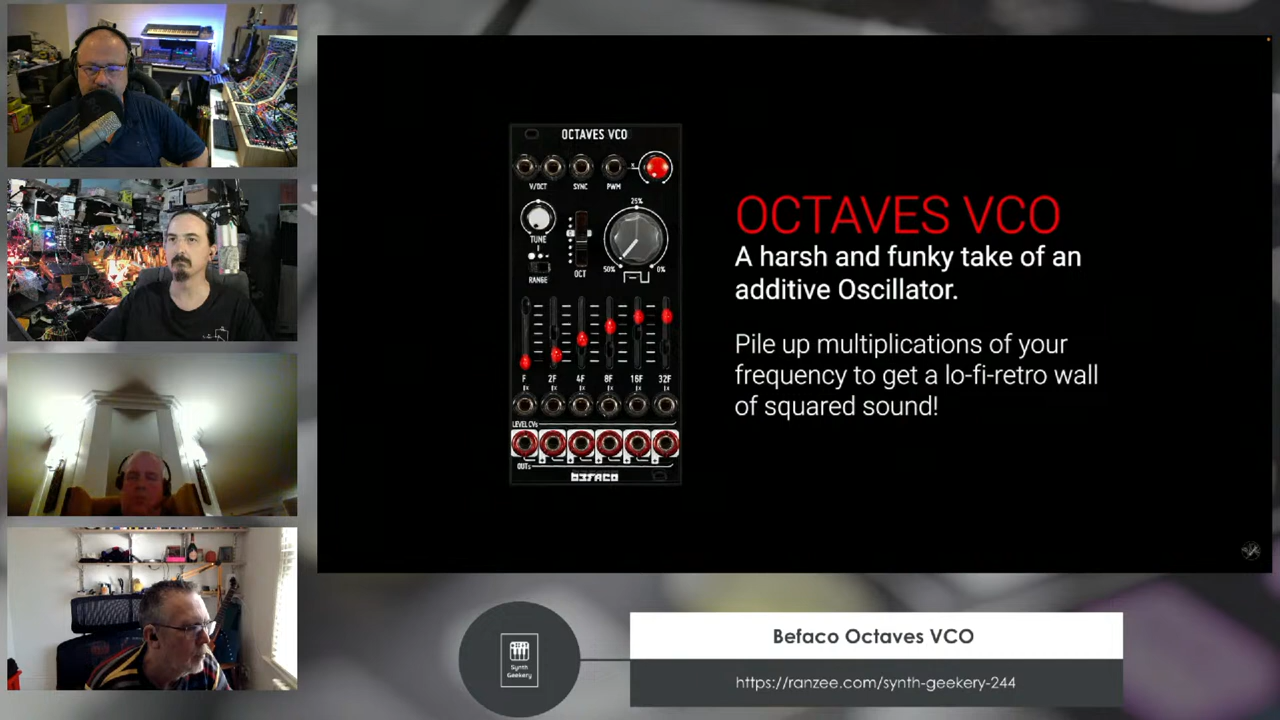 OCTAVES VCO
V/OCT
SYNC
PWM
25%
TUNE
50%
0%
RANGE
OCT
F
2F
4F
8F
16F
32F
LEVEL CVs
OUTs
BEFACO
OCTAVES VCO
A harsh and funky take of an
additive Oscillator.
Pile up multiplications of your
frequency to get a lo-fi-retro wall
of squared sound!
Synth
Geekery
Befaco Octaves VCO
https://ranzee.com/synth-geekery-244